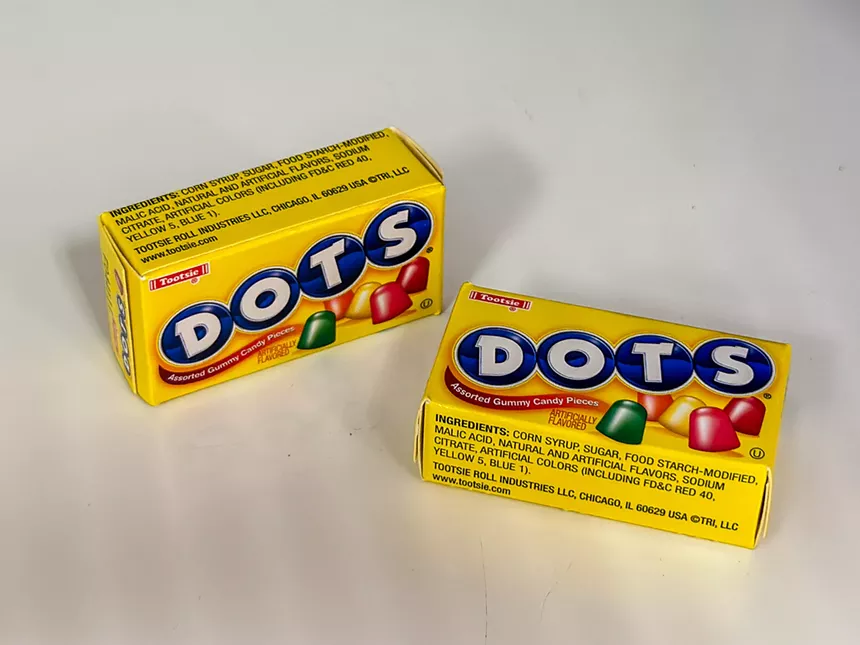 INGREDIENTS: CORN SYRUP, SUGAR, FOOD STARCH-MODIFIED,
MALIC ACID, NATURAL AND ARTIFICIAL FLAVORS, SODIUM
CITRATE, ARTIFICIAL COLORS (INCLUDING FD&C RED 40,
YELLOW 5, BLUE 1).
TOOTSIE ROLL INDUSTRIES LLC, CHICAGO, IL 60629 USA ©TRI, LLC
www.tootsie.com
Tootsie
DOTS®
Assorted Gummy Candy Pieces
ARTIFICIALLY
FLAVORED
U
Tootsie
DOTS®
Assorted Gummy Candy Pieces
ARTIFICIALLY
FLAVORED
U
INGREDIENTS: CORN SYRUP, SUGAR, FOOD STARCH-MODIFIED,
MALIC ACID, NATURAL AND ARTIFICIAL FLAVORS, SODIUM
CITRATE, ARTIFICIAL COLORS (INCLUDING FD&C RED 40,
YELLOW 5, BLUE 1).
TOOTSIE ROLL INDUSTRIES LLC, CHICAGO, IL 60629 USA ©TRI, LLC
www.tootsie.com